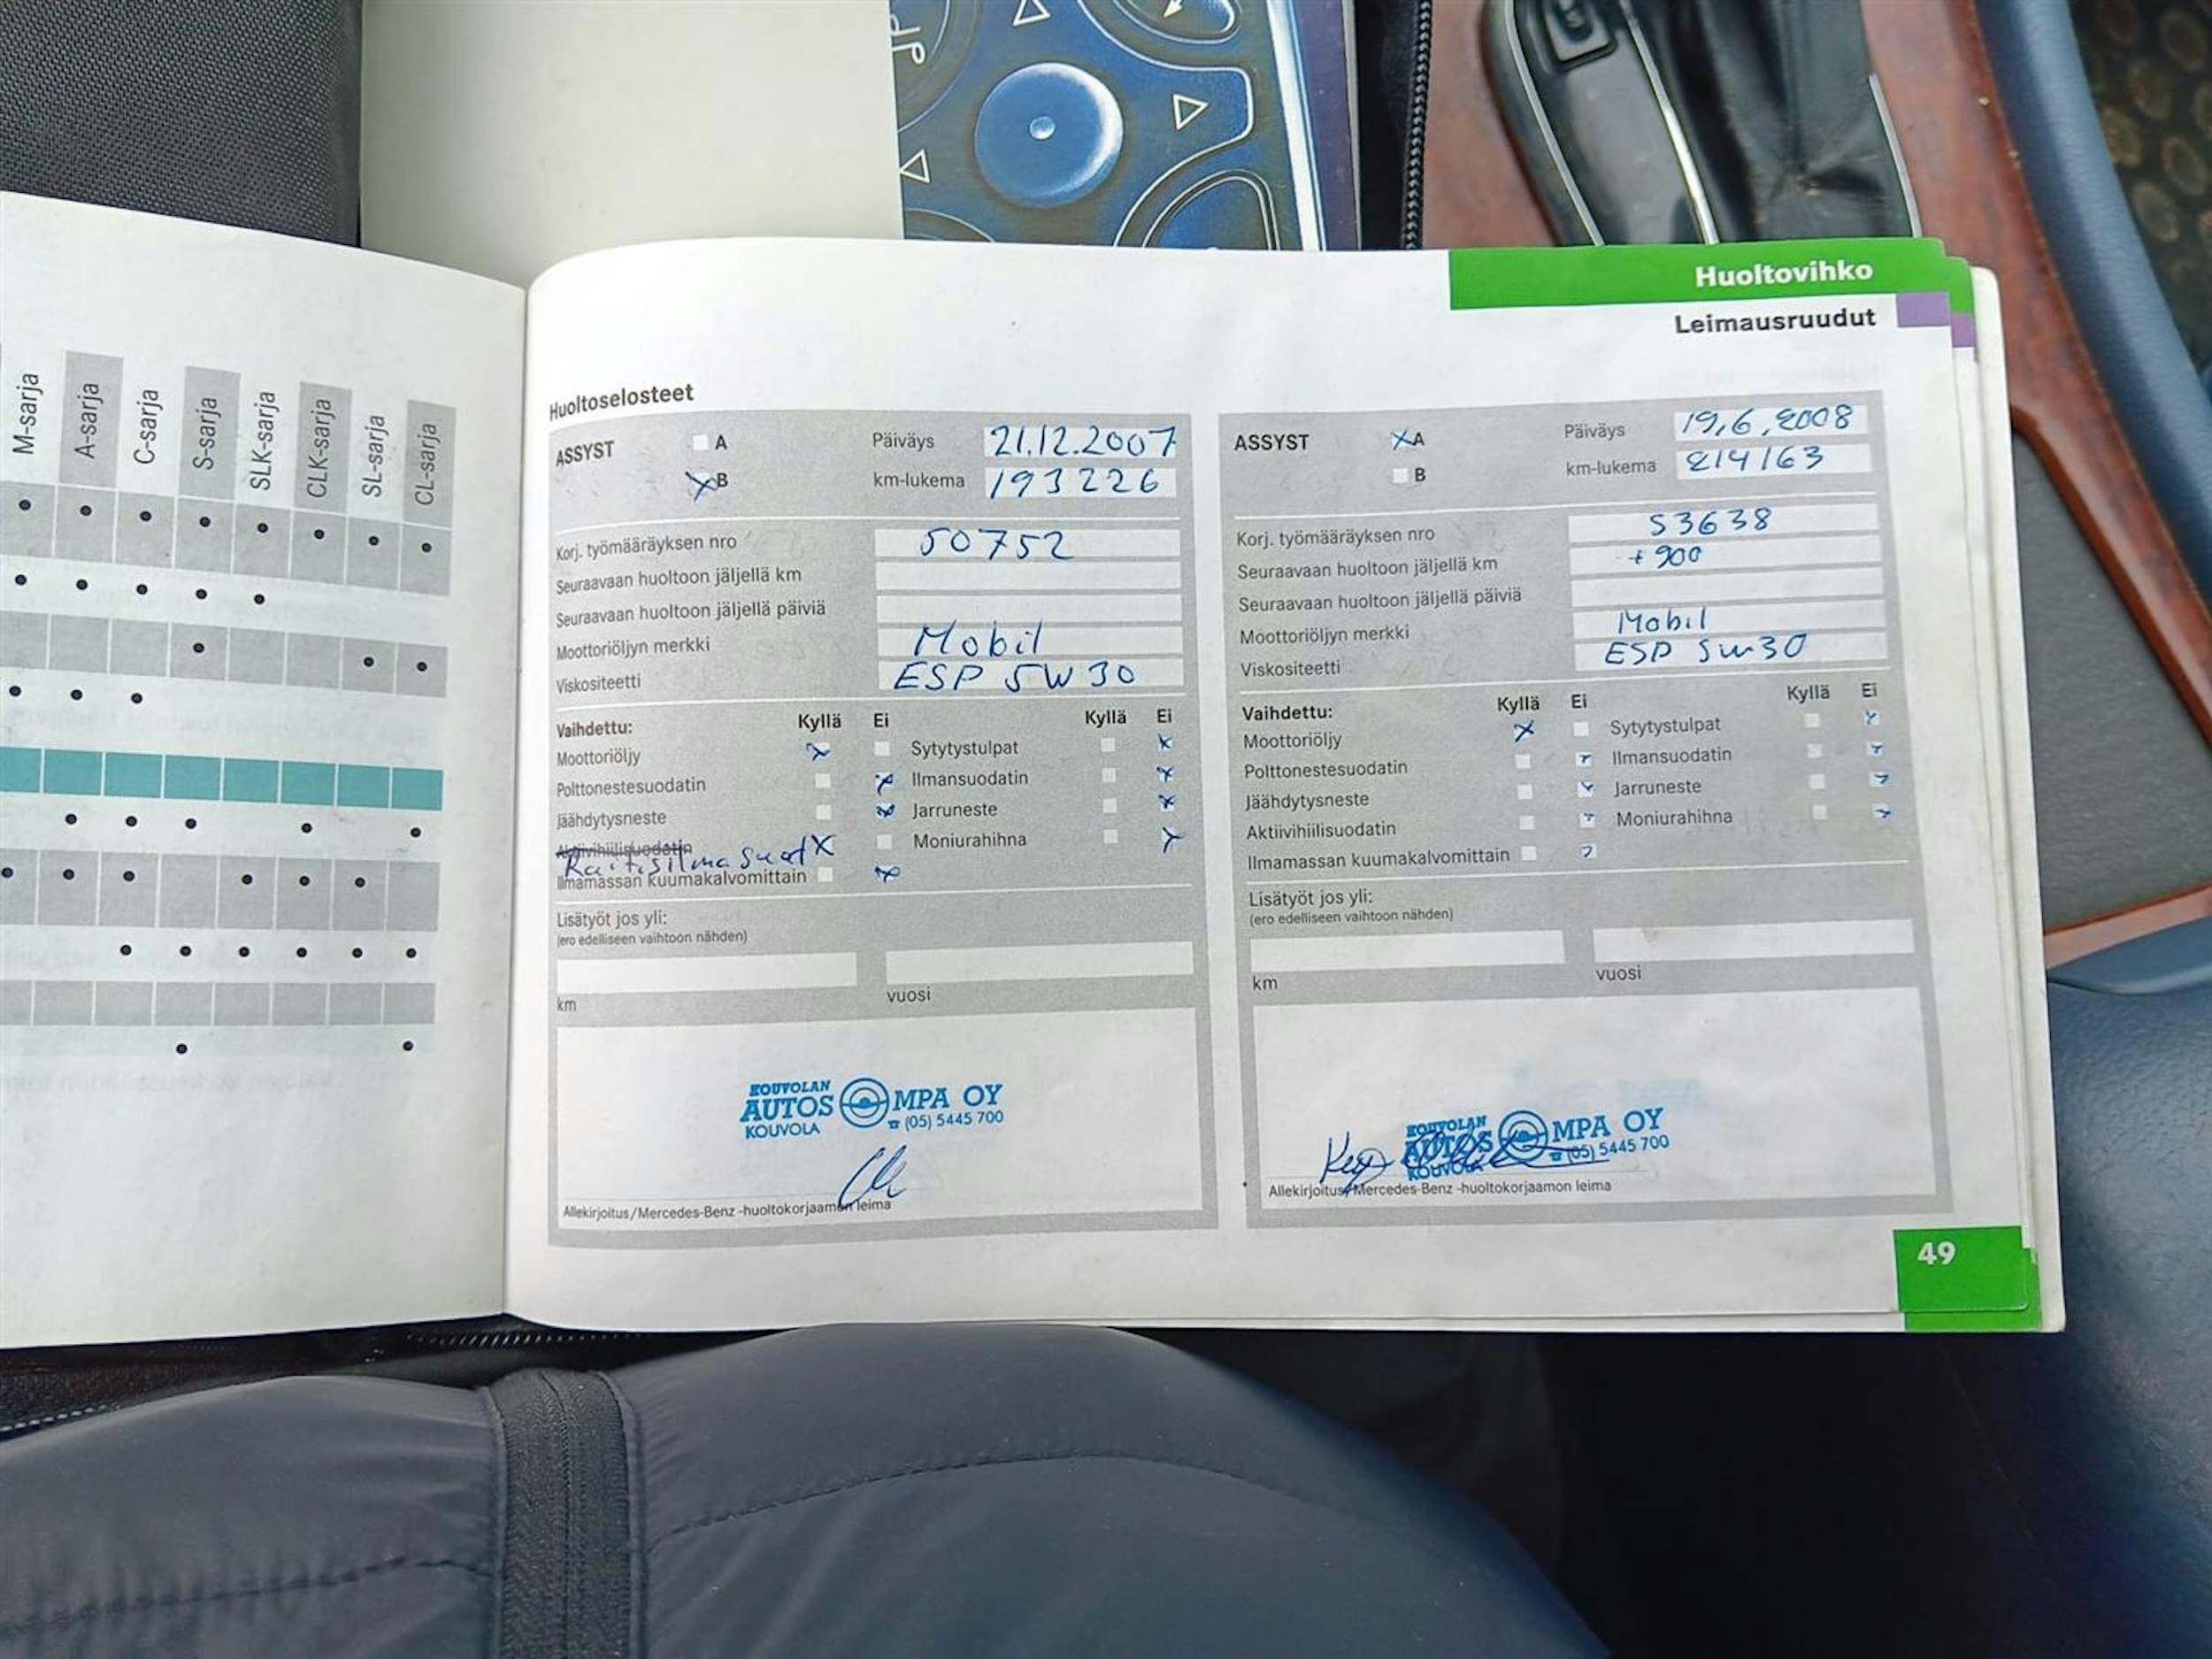 Huoltovihko
Leimausruudut
M-sarja
A-sarja
C-sarja
S-sarja
SLK-sarja
CLK-sarja
SL-sarja
CL-sarja
Huoltoselosteet
ASSYST A Päiväys 21.12.2007
X B km-lukema 193226
Korj. työmääräyksen nro 50752
Seuraavaan huoltoon jäljellä km
Seuraavaan huoltoon jäljellä päiviä
Moottoriöljyn merkki Mobil
Viskositeetti ESP 5W30
Vaihdettu: Kyllä Ei Kyllä Ei
Moottoriöljy X Sytytystulpat X
Polttonestesuodatin X Ilmansuodatin X
Jäähdytysneste X Jarruneste X
Aktiivihiilisuodatin Raitisilmasuod X Moniurahihna X
Ilmamassan kuumakalvomittain X
Lisätyöt jos yli:
(ero edelliseen vaihtoon nähden)
km vuosi
KOUVOLAN
AUTOS MPA OY
KOUVOLA (05) 5445 700
Allekirjoitus/Mercedes-Benz -huoltokorjaamon leima
ASSYST X A Päiväys 19,6,2008
B km-lukema 214163
Korj. työmääräyksen nro 53638
Seuraavaan huoltoon jäljellä km +900
Seuraavaan huoltoon jäljellä päiviä
Moottoriöljyn merkki Mobil
Viskositeetti ESP 5w30
Vaihdettu: Kyllä Ei Kyllä Ei
Moottoriöljy X Sytytystulpat X
Polttonestesuodatin X Ilmansuodatin X
Jäähdytysneste X Jarruneste X
Aktiivihiilisuodatin X Moniurahihna X
Ilmamassan kuumakalvomittain X
Lisätyöt jos yli:
(ero edelliseen vaihtoon nähden)
km vuosi
KOUVOLAN
AUTOS MPA OY
KOUVOLA (05) 5445 700
Allekirjoitus/Mercedes-Benz -huoltokorjaamon leima
49